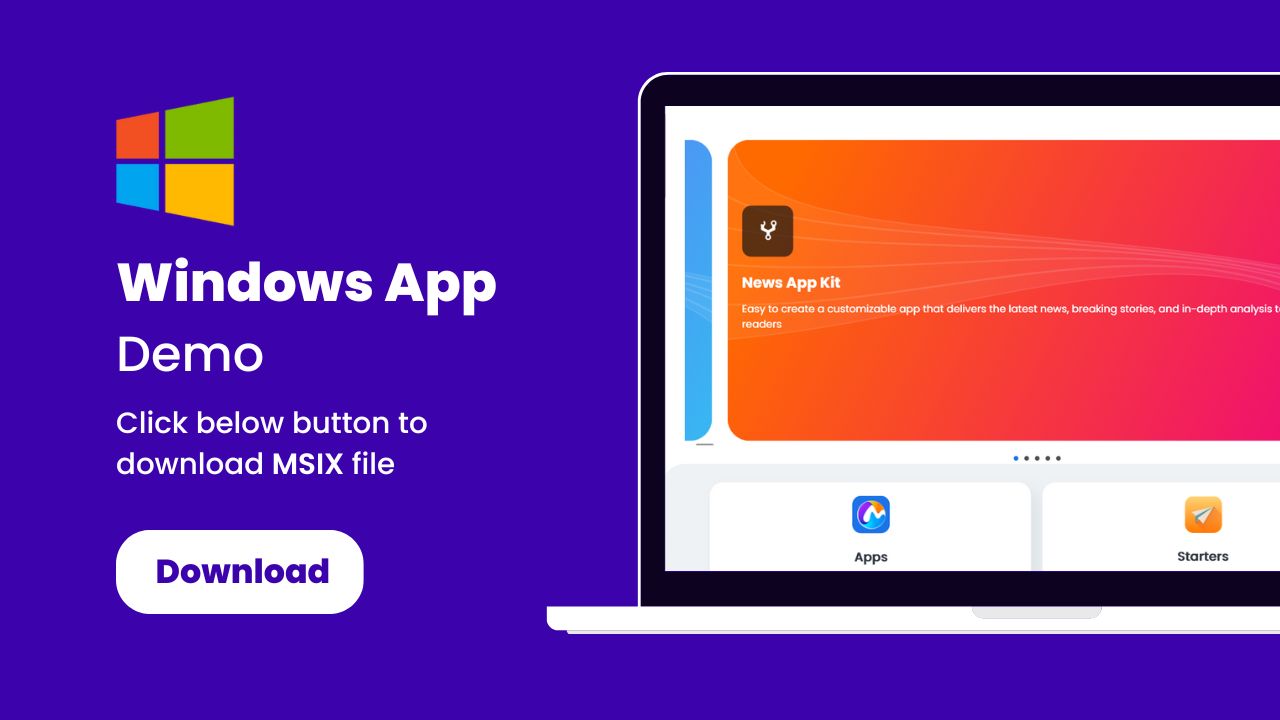 Windows App
Demo
Click below button to
download MSIX file
Download
News App Kit
Easy to create a customizable app that delivers the latest news, breaking stories, and in-depth analysis
readers
Apps
Starters